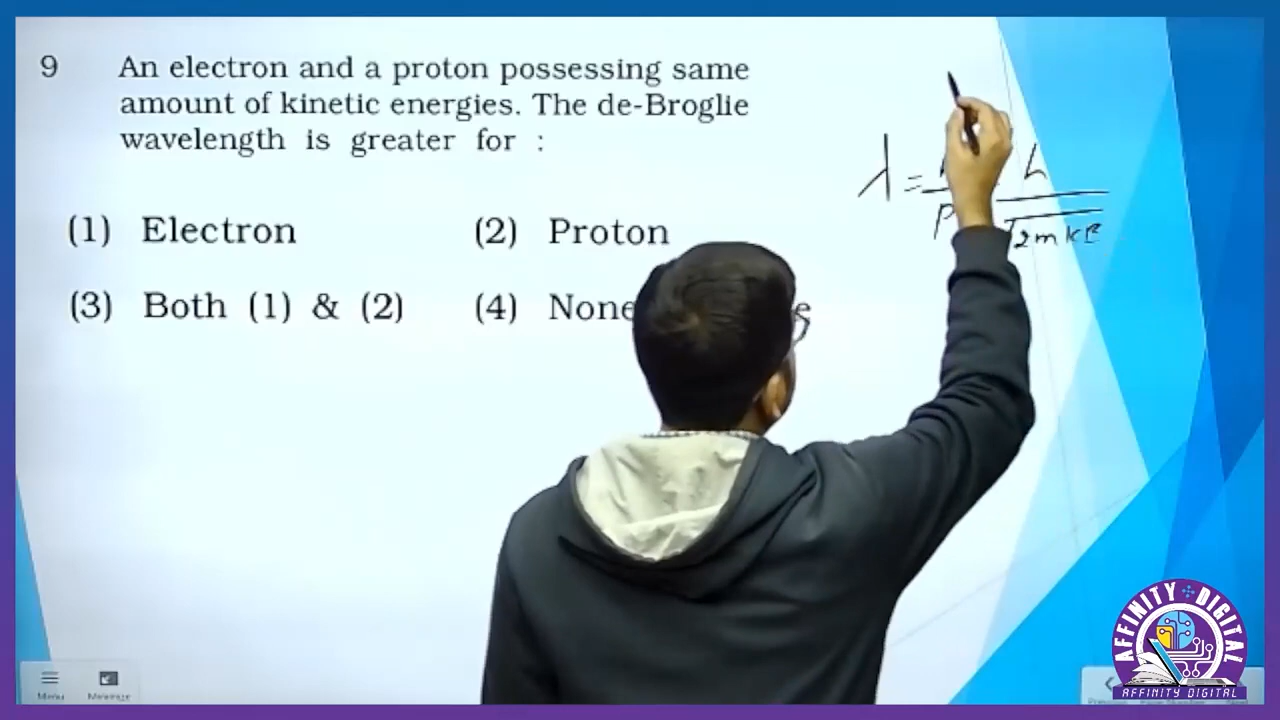 9 An electron and a proton possessing same
amount of kinetic energies. The de-Broglie
wavelength is greater for :
(1) Electron (2) Proton
(3) Both (1) & (2) (4) None
λ = h
P √2mKE
Menu
AFFINITY DIGITAL
AFFINITY DIGITAL